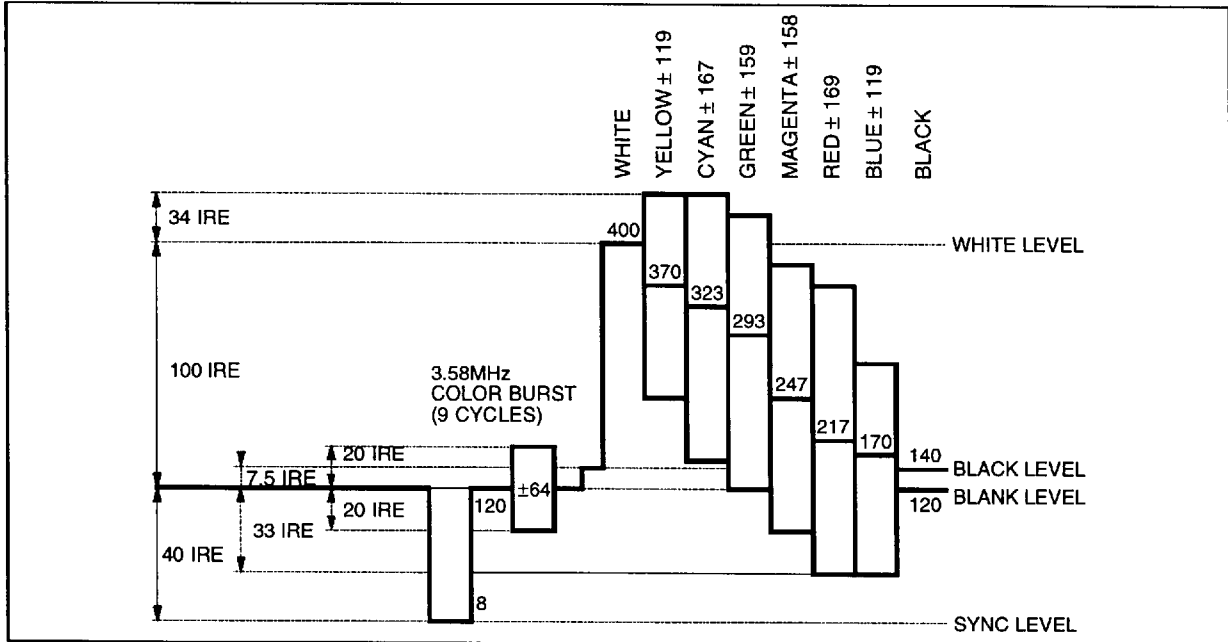 WHITE
YELLOW ± 119
CYAN ± 167
GREEN ± 159
MAGENTA ± 158
RED ± 169
BLUE ± 119
BLACK
34 IRE
400
WHITE LEVEL
370
323
293
100 IRE
3.58MHz
COLOR BURST
(9 CYCLES)
247
217
170
140
20 IRE
7.5 IRE
±64
BLACK LEVEL
BLANK LEVEL
120
20 IRE
120
33 IRE
40 IRE
8
SYNC LEVEL